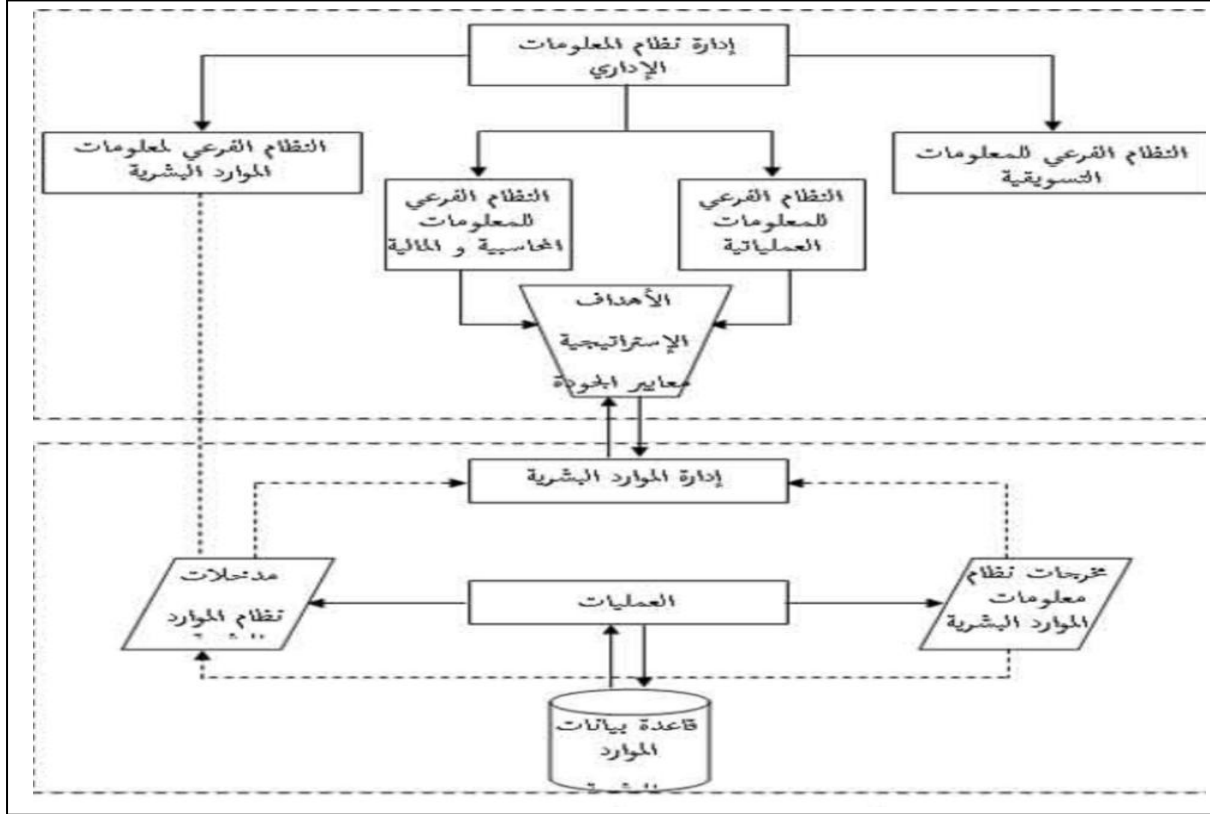 إدارة نظام المعلومات
الإداري
النظام الفرعي للمعلومات
التسويقية
النظام الفرعي
للمعلومات
العملياتية
النظام الفرعي
للمعلومات
المحاسبية و المالية
النظام الفرعي لمعلومات
الموارد البشرية
الأهداف
الإستراتيجية
معايير الجودة
إدارة الموارد البشرية
مخرجات نظام
معلومات
الموارد البشرية
العمليات
مدخلات
نظام الموارد
قاعدة بيانات
الموارد